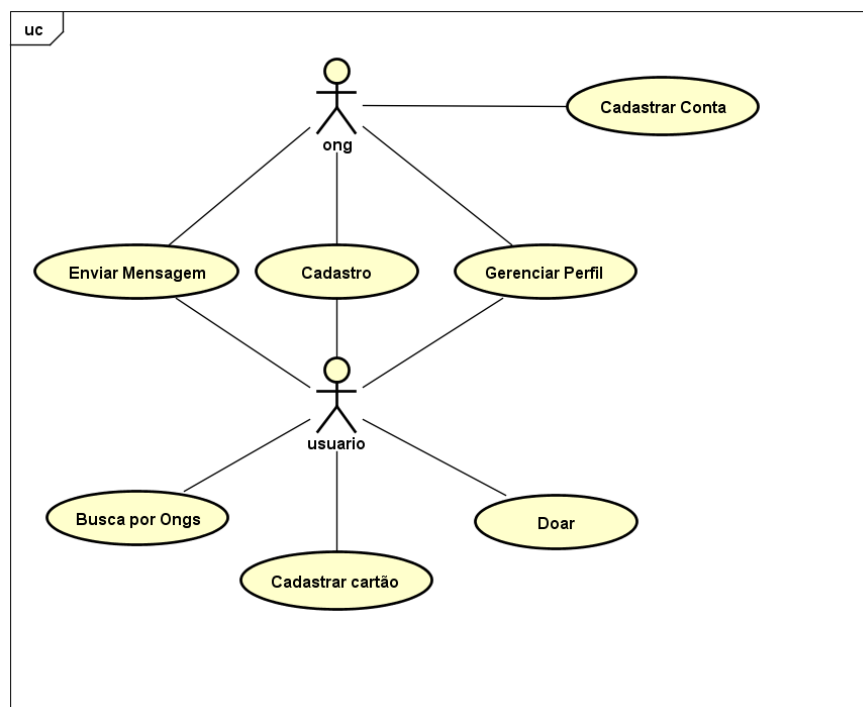 uc
Cadastrar Conta
ong
Enviar Mensagem
Cadastro
Gerenciar Perfil
usuario
Busca por Ongs
Doar
Cadastrar cartão